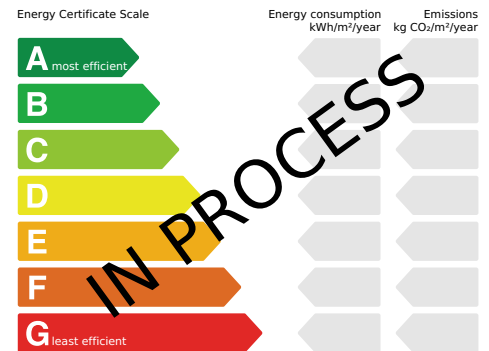 Energy Certificate Scale
Energy consumption
kWh/m²/year
Emissions
kg CO₂/m²/year
A most efficient
B
C
D
E
F
G least efficient
IN PROCESS